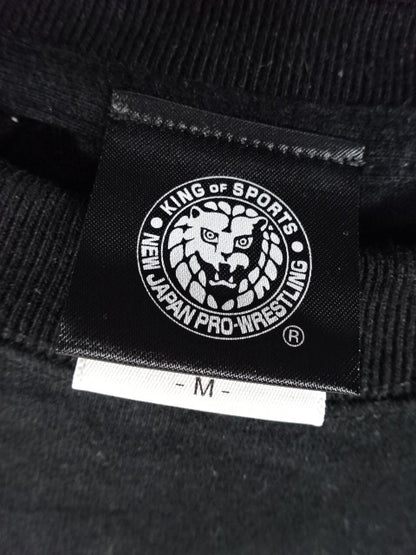 KING OF SPORTS
NEW JAPAN PRO-WRESTLING
®
- M -